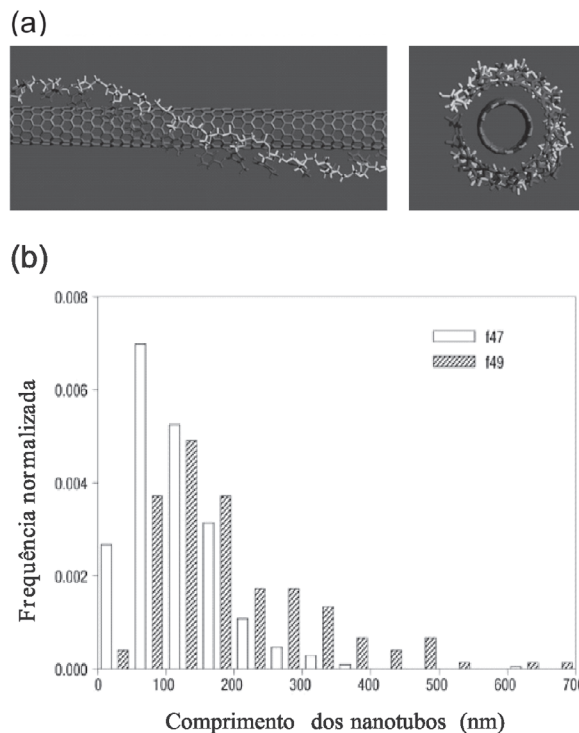 (a)
(b)
0.008
0.006
0.004
0.002
0.000
Frequência normalizada
f47
f49
0 100 200 300 400 500 600 700
Comprimento dos nanotubos (nm)